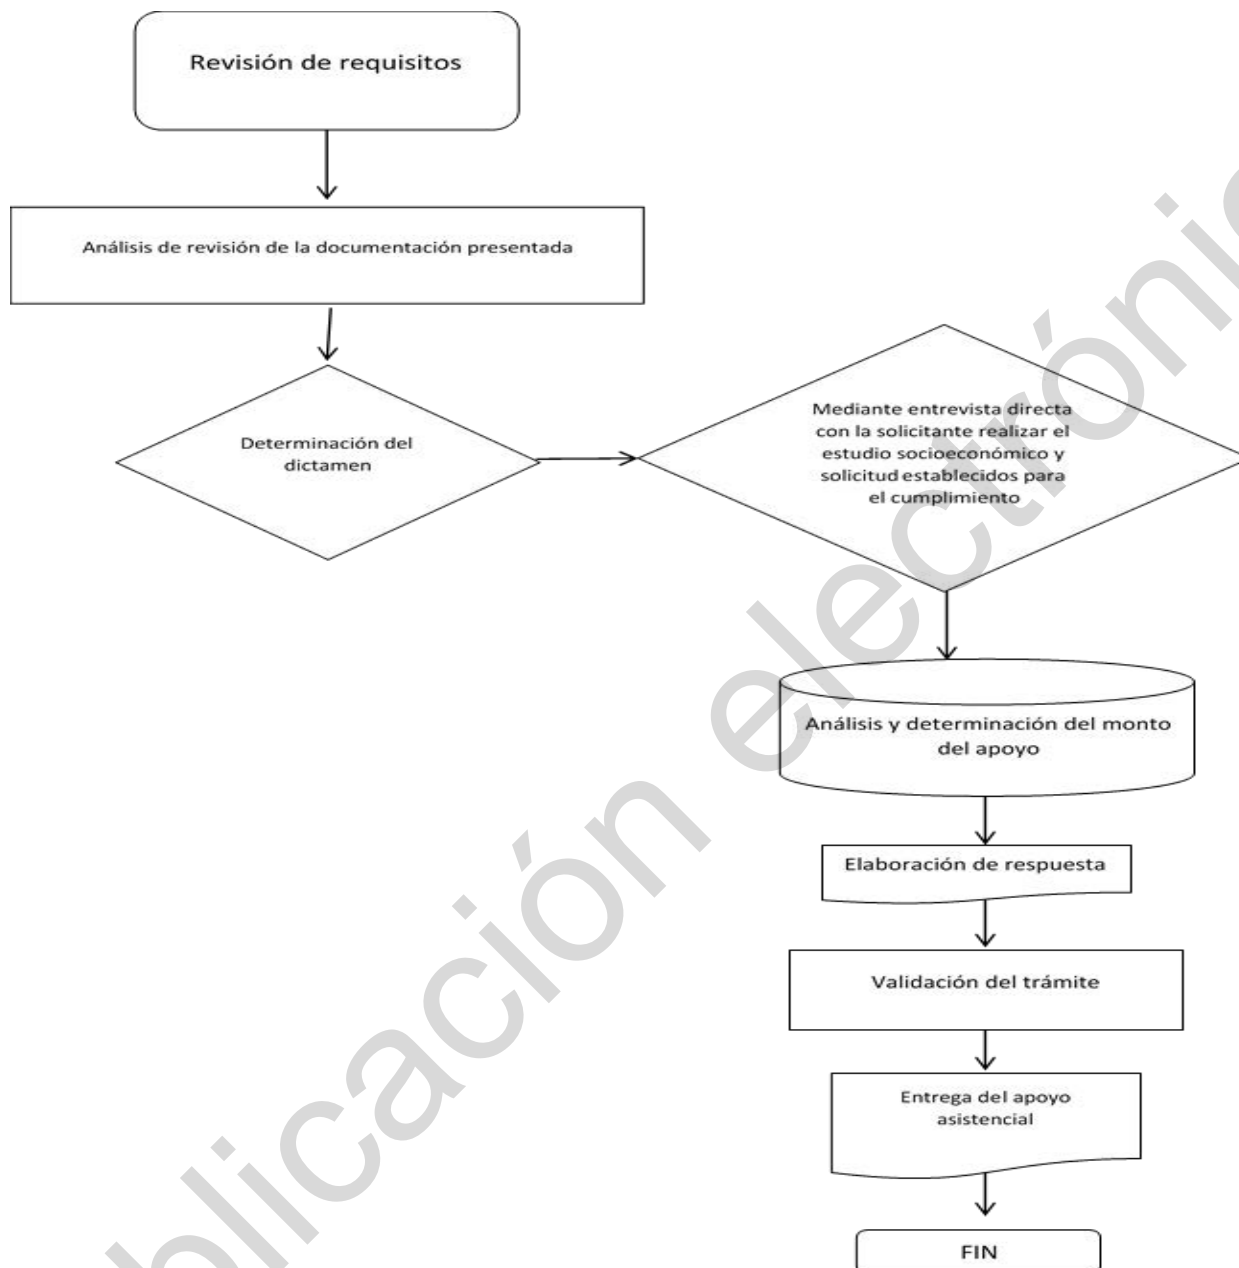 Revisión de requisitos
Análisis de revisión de la documentación presentada
Determinación del
dictamen
Mediante entrevista directa
con la solicitante realizar el
estudio socioeconómico y
solicitud establecidos para
el cumplimiento
Análisis y determinación del monto
del apoyo
Elaboración de respuesta
Validación del trámite
Entrega del apoyo
asistencial
FIN
blicación electrónic